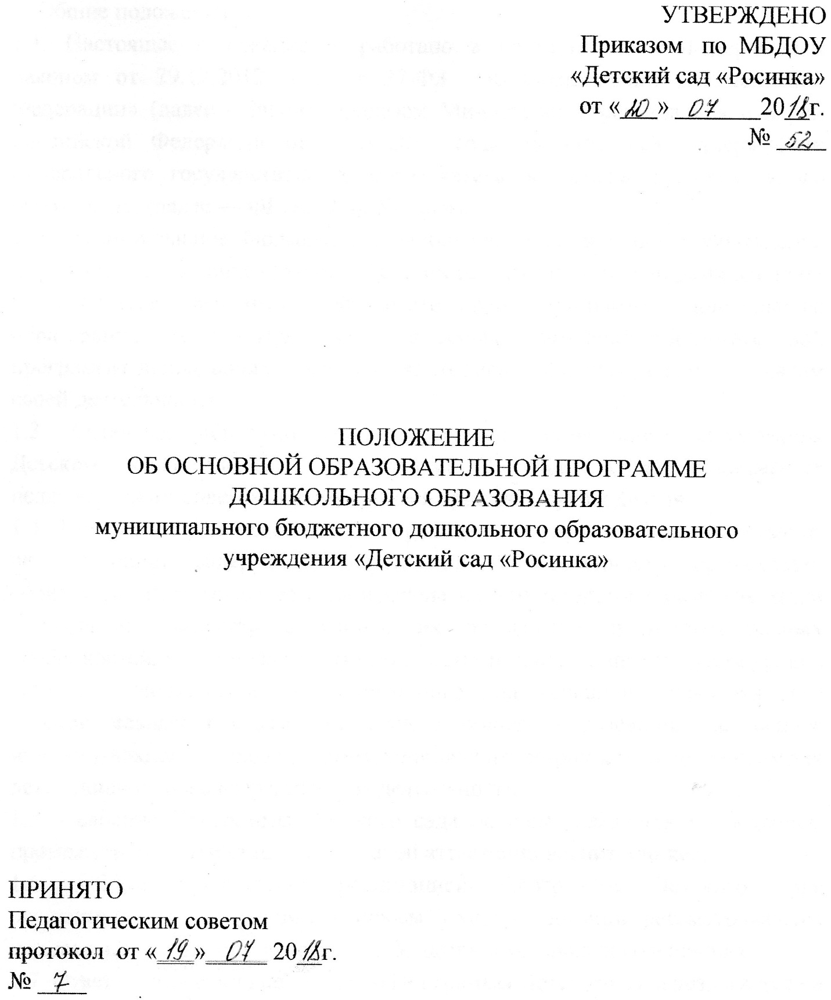 УТВЕРЖДЕНО
Приказом по МБДОУ
«Детский сад «Росинка»
от «20» 07 2018г.
№ 52
ПОЛОЖЕНИЕ
ОБ ОСНОВНОЙ ОБРАЗОВАТЕЛЬНОЙ ПРОГРАММЕ
ДОШКОЛЬНОГО ОБРАЗОВАНИЯ
муниципального бюджетного дошкольного образовательного
учреждения «Детский сад «Росинка»
ПРИНЯТО
Педагогическим советом
протокол от «19» 07 2018г.
№ 7